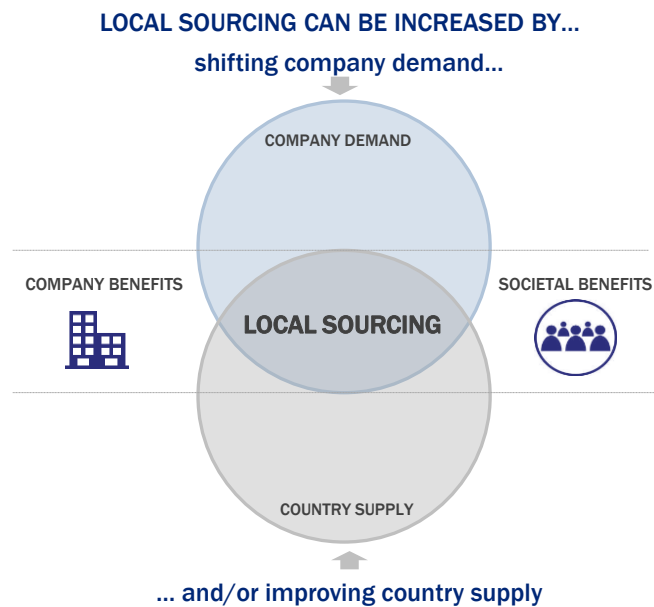 LOCAL SOURCING CAN BE INCREASED BY...
shifting company demand...
COMPANY DEMAND
COMPANY BENEFITS
SOCIETAL BENEFITS
LOCAL SOURCING
COUNTRY SUPPLY
... and/or improving country supply